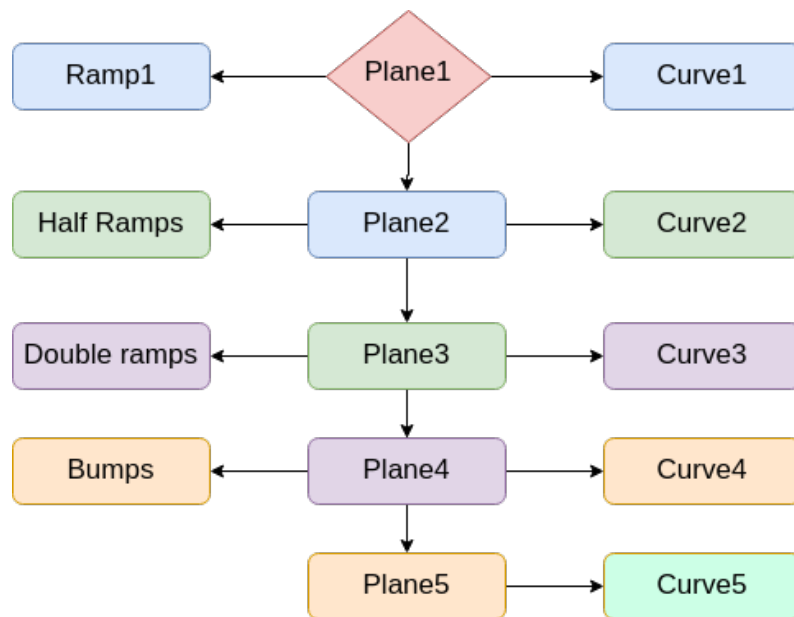 Ramp1
Plane1
Curve1
Half Ramps
Plane2
Curve2
Double ramps
Plane3
Curve3
Bumps
Plane4
Curve4
Plane5
Curve5